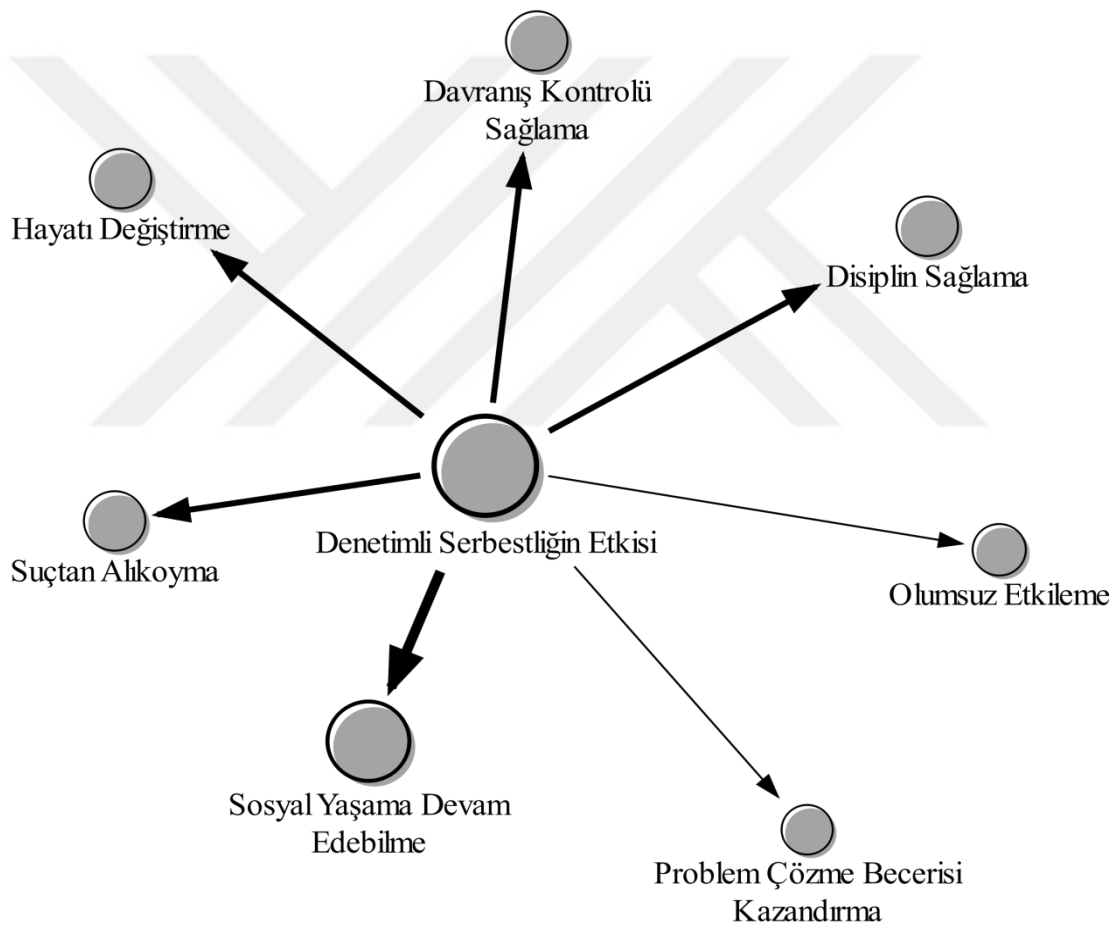 Davranış Kontrolü
Sağlama
Hayatı Değiştirme
Disiplin Sağlama
Denetimli Serbestliğin Etkisi
Suçtan Alıkoyma
Olumsuz Etkileme
Sosyal Yaşama Devam
Edebilme
Problem Çözme Becerisi
Kazandırma